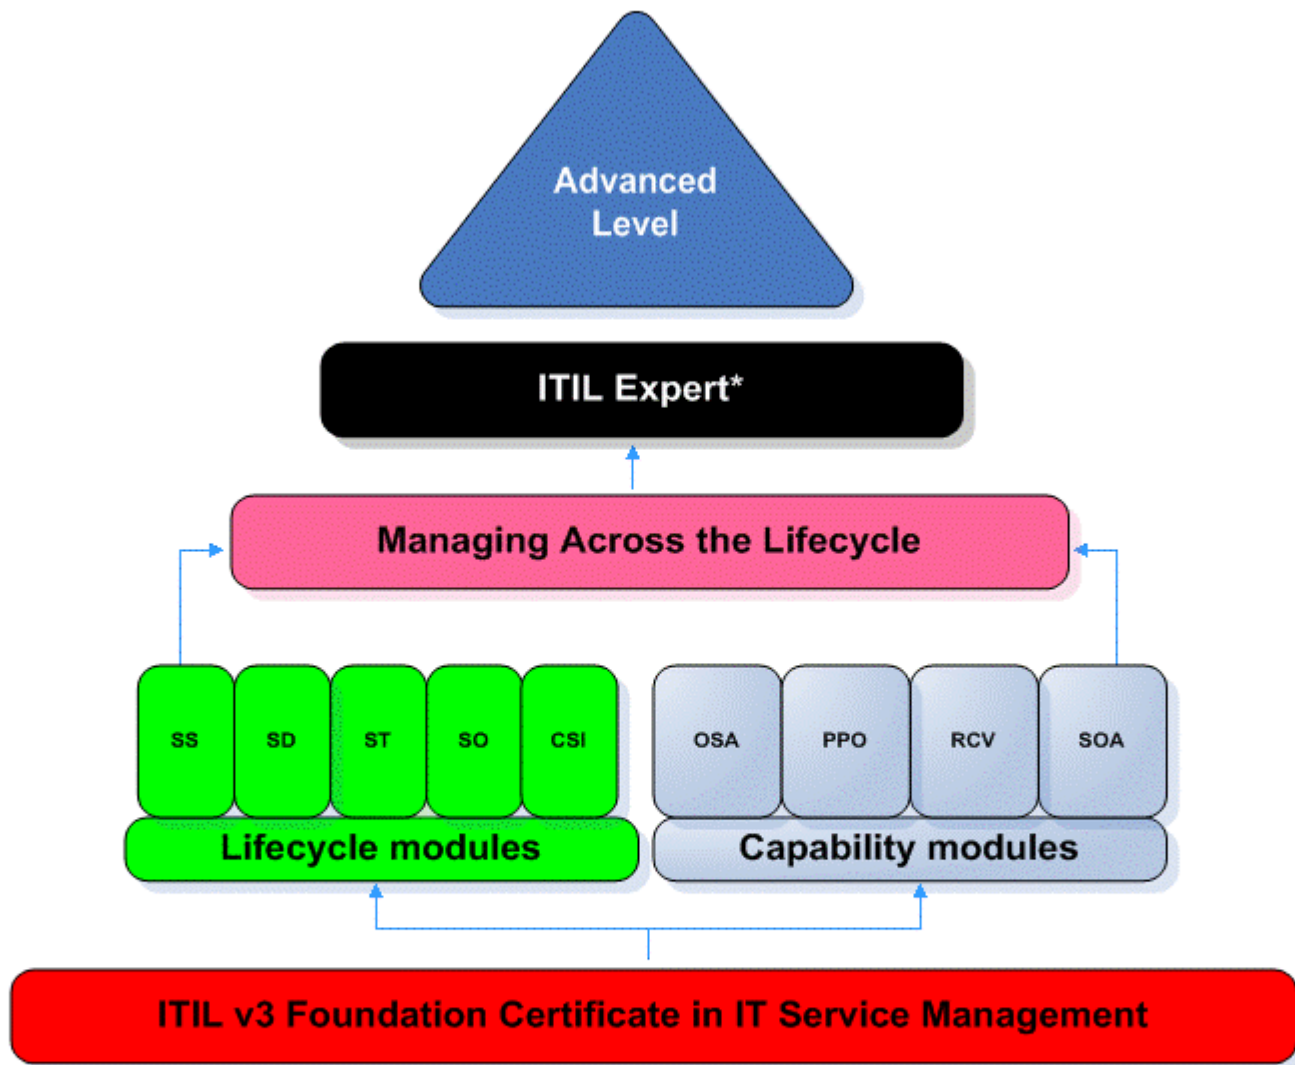 Advanced
Level
ITIL Expert*
Managing Across the Lifecycle
SS SD ST SO CSI OSA PPO RCV SOA
Lifecycle modules Capability modules
ITIL v3 Foundation Certificate in IT Service Management